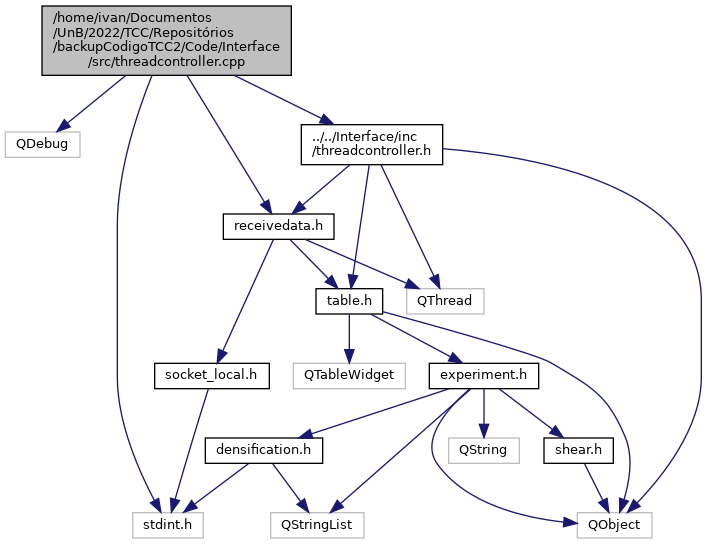 /home/ivan/Documentos
/UnB/2022/TCC/Repositórios
/backupCodigoTCC2/Code/Interface
/src/threadcontroller.cpp
QDebug
../../Interface/inc
/threadcontroller.h
receivedata.h
table.h
QThread
socket_local.h
QTableWidget
experiment.h
densification.h
QString
shear.h
stdint.h
QStringList
QObject